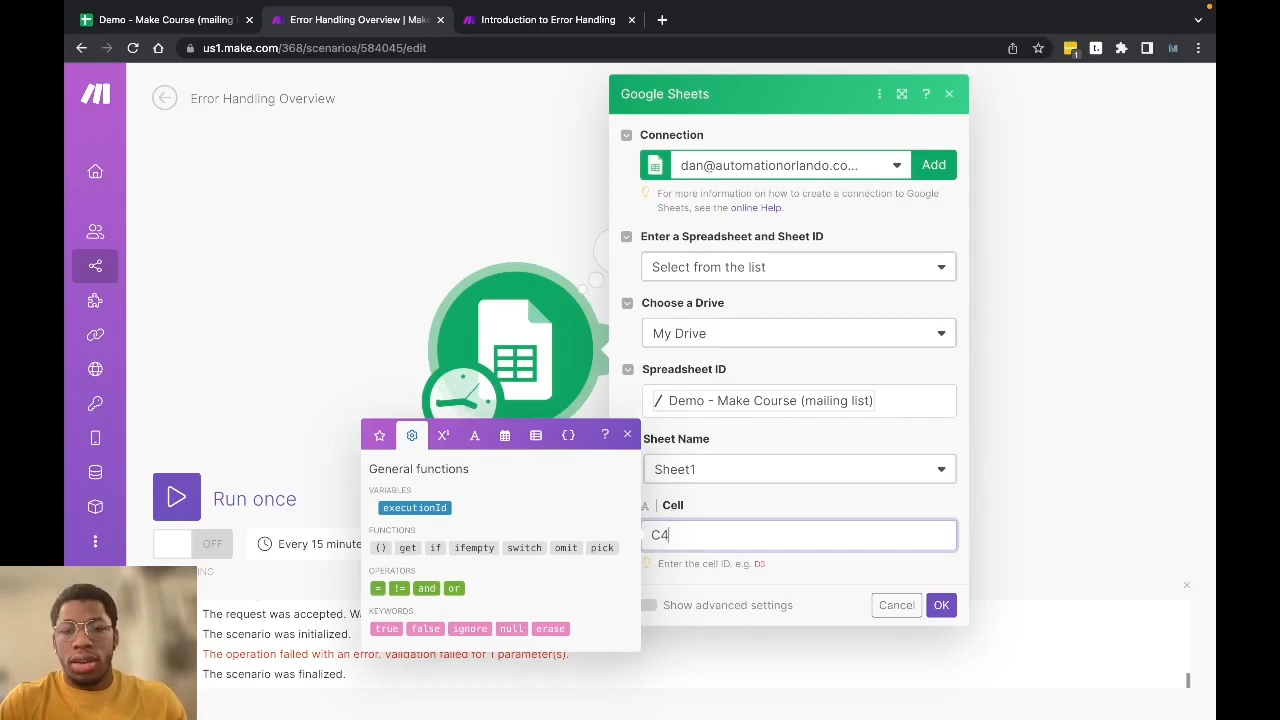 Demo - Make Course (mailing l
Error Handling Overview | Mak
Introduction to Error Handling
us1.make.com/368/scenarios/584045/edit
1
Error Handling Overview
Google Sheets
?
Connection
dan@automationorlando.co...
Add
For more information on how to create a connection to Google
Sheets, see the online Help.
Enter a Spreadsheet and Sheet ID
Select from the list
Choose a Drive
My Drive
Spreadsheet ID
/ Demo - Make Course (mailing list)
Sheet Name
Sheet1
A | Cell
C4
Enter the cell ID. e.g. D3
Show advanced settings
Cancel
OK
A
{ }
?
General functions
VARIABLES
executionId
FUNCTIONS
() get if ifempty switch omit pick
OPERATORS
= != and or
KEYWORDS
true false ignore null erase
Run once
OFF
Every 15 minute
The request was accepted. Wa
The scenario was initialized.
The operation failed with an error. Validation failed for 1 parameter(s).
The scenario was finalized.